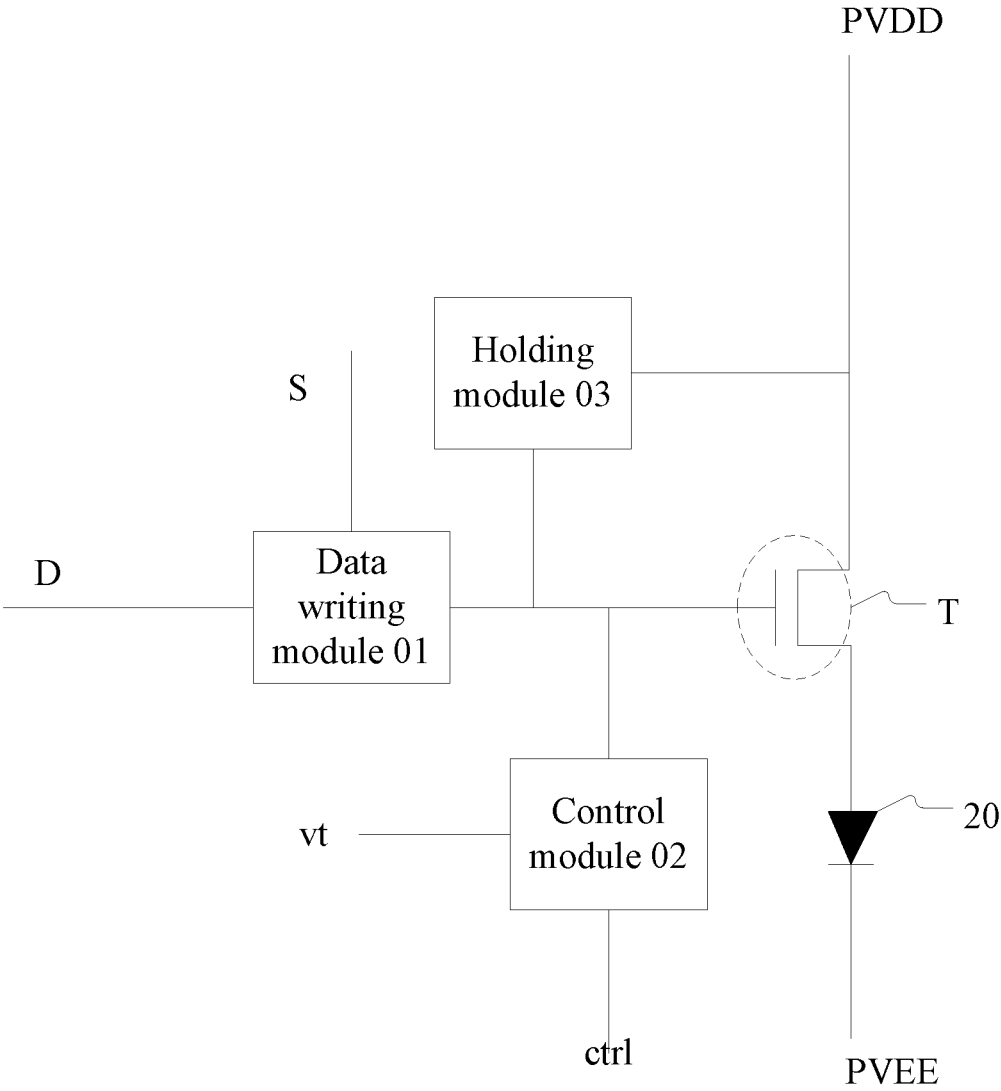 PVDD
Holding
module 03
S
Data
writing
module 01
D
T
Control
module 02
vt
20
ctrl
PVEE